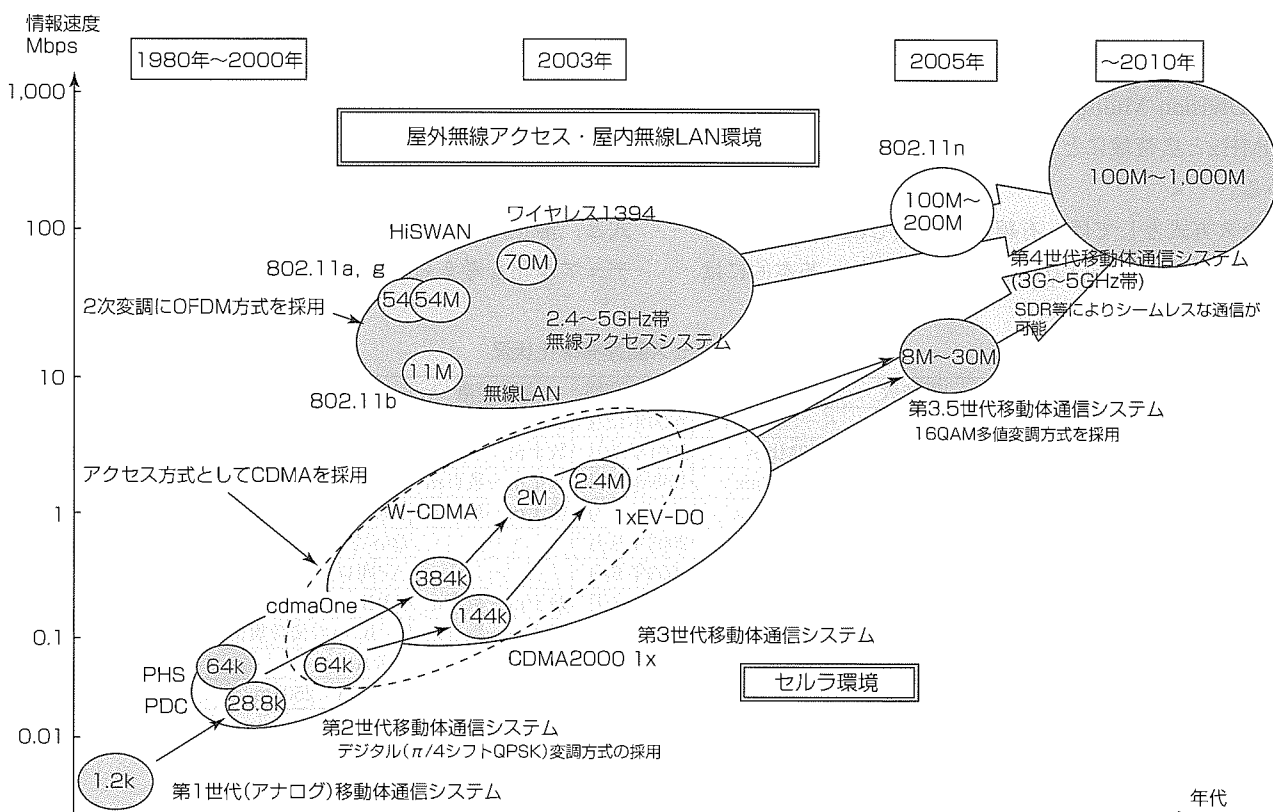 情報速度
Mbps
1980年～2000年
2003年
2005年
～2010年
1,000
屋外無線アクセス・屋内無線LAN環境
802.11n
100M～1,000M
100M～
200M
100
ワイヤレス1394
HiSWAN
70M
802.11a, g
54
54M
2次変調にOFDM方式を採用
2.4～5GHz帯
無線アクセスシステム
第4世代移動体通信システム
(3G～5GHz帯)
SDR等によりシームレスな通信が
可能
8M～30M
10
11M
無線LAN
802.11b
第3.5世代移動体通信システム
16QAM多値変調方式を採用
アクセス方式としてCDMAを採用
2.4M
2M
W-CDMA
1xEV-DO
1
384k
cdmaOne
144k
0.1
第3世代移動体通信システム
CDMA2000 1x
PHS
64k
64k
セルラ環境
PDC
28.8k
第2世代移動体通信システム
デジタル(π/4シフトQPSK)変調方式の採用
0.01
1.2k
第1世代(アナログ)移動体通信システム
年代